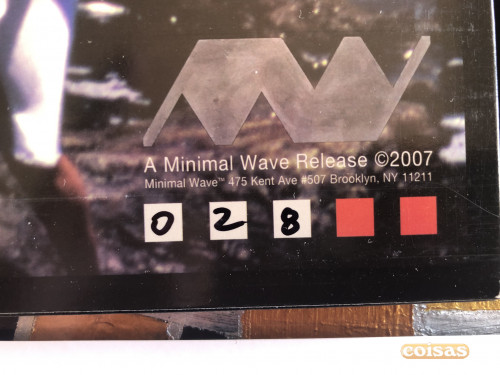 A Minimal Wave Release ©2007
Minimal Wave™ 475 Kent Ave #507 Brooklyn, NY 11211
028
coisas